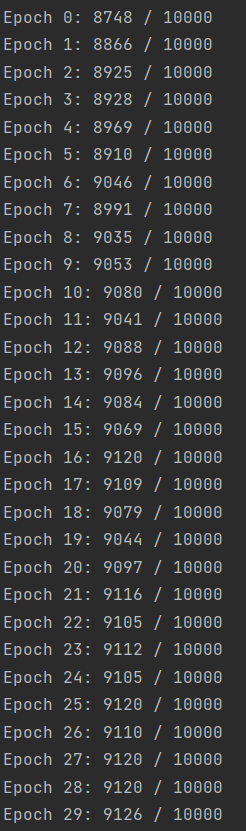 Epoch 0: 8748 / 10000
Epoch 1: 8866 / 10000
Epoch 2: 8925 / 10000
Epoch 3: 8928 / 10000
Epoch 4: 8969 / 10000
Epoch 5: 8910 / 10000
Epoch 6: 9046 / 10000
Epoch 7: 8991 / 10000
Epoch 8: 9035 / 10000
Epoch 9: 9053 / 10000
Epoch 10: 9080 / 10000
Epoch 11: 9041 / 10000
Epoch 12: 9088 / 10000
Epoch 13: 9096 / 10000
Epoch 14: 9084 / 10000
Epoch 15: 9069 / 10000
Epoch 16: 9120 / 10000
Epoch 17: 9109 / 10000
Epoch 18: 9079 / 10000
Epoch 19: 9044 / 10000
Epoch 20: 9097 / 10000
Epoch 21: 9116 / 10000
Epoch 22: 9105 / 10000
Epoch 23: 9112 / 10000
Epoch 24: 9105 / 10000
Epoch 25: 9120 / 10000
Epoch 26: 9110 / 10000
Epoch 27: 9120 / 10000
Epoch 28: 9120 / 10000
Epoch 29: 9126 / 10000